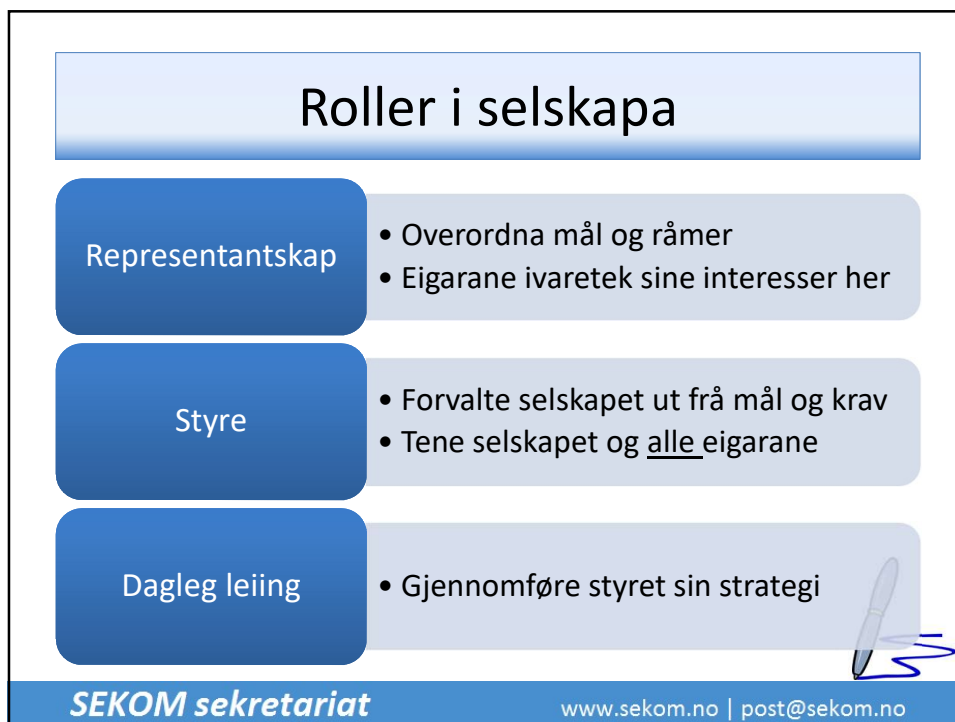 Roller i selskapa
Representantskap
• Overordna mål og råmer
• Eigarane ivaretek sine interesser her
Styre
• Forvalte selskapet ut frå mål og krav
• Tene selskapet og alle eigarane
Dagleg leiing
• Gjennomføre styret sin strategi
SEKOM sekretariat
www.sekom.no | post@sekom.no